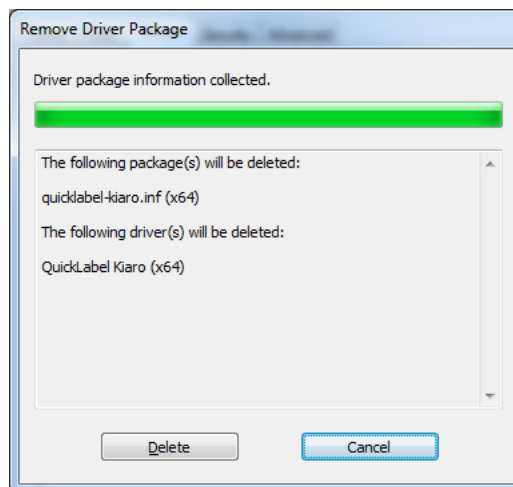 Remove Driver Package
Driver package information collected.
The following package(s) will be deleted:
quicklabel-kiaro.inf (x64)
The following driver(s) will be deleted:
QuickLabel Kiaro (x64)
Delete
Cancel